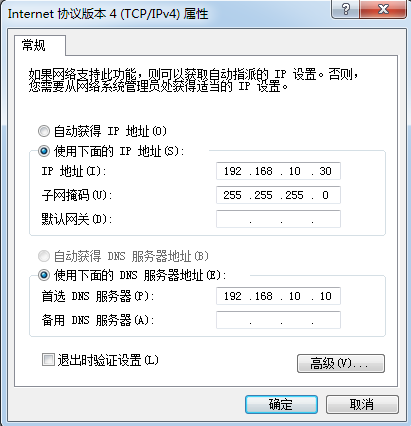 Internet 协议版本 4 (TCP/IPv4) 属性
常规
如果网络支持此功能，则可以获取自动指派的 IP 设置。否则，
您需要从网络系统管理员处获得适当的 IP 设置。
自动获得 IP 地址(O)
使用下面的 IP 地址(S):
IP 地址(I): 192 .168 . 10 . 30
子网掩码(U): 255 .255 .255 . 0
默认网关(D): . . .
自动获得 DNS 服务器地址(B)
使用下面的 DNS 服务器地址(E):
首选 DNS 服务器(P): 192 .168 . 10 . 10
备用 DNS 服务器(A): . . .
退出时验证设置(L)
高级(V)...
确定 取消